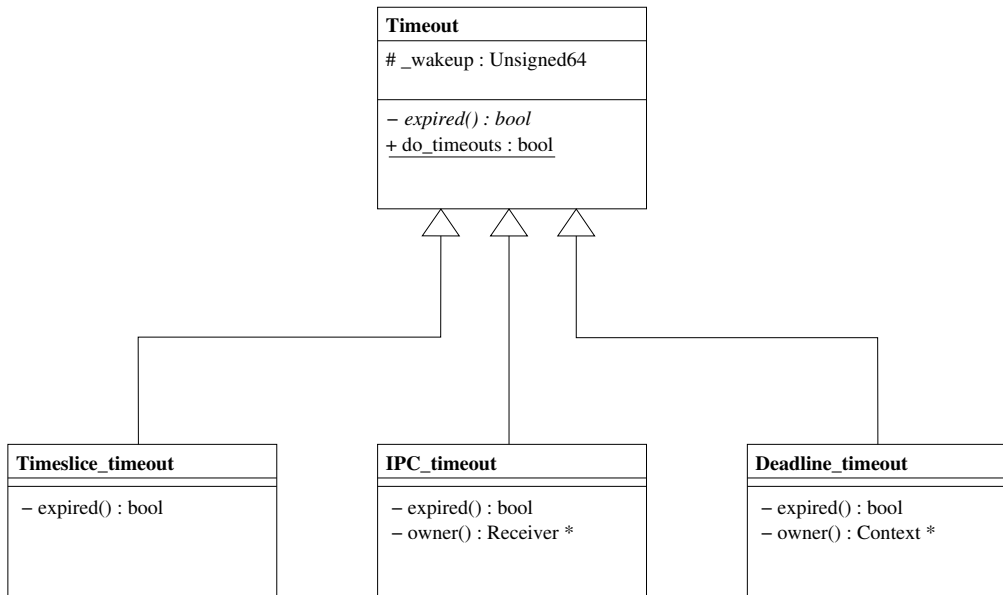 Timeout
# _wakeup : Unsigned64
− expired() : bool
+ do_timeouts : bool
Timeslice_timeout
− expired() : bool
IPC_timeout
− expired() : bool
− owner() : Receiver *
Deadline_timeout
− expired() : bool
− owner() : Context *